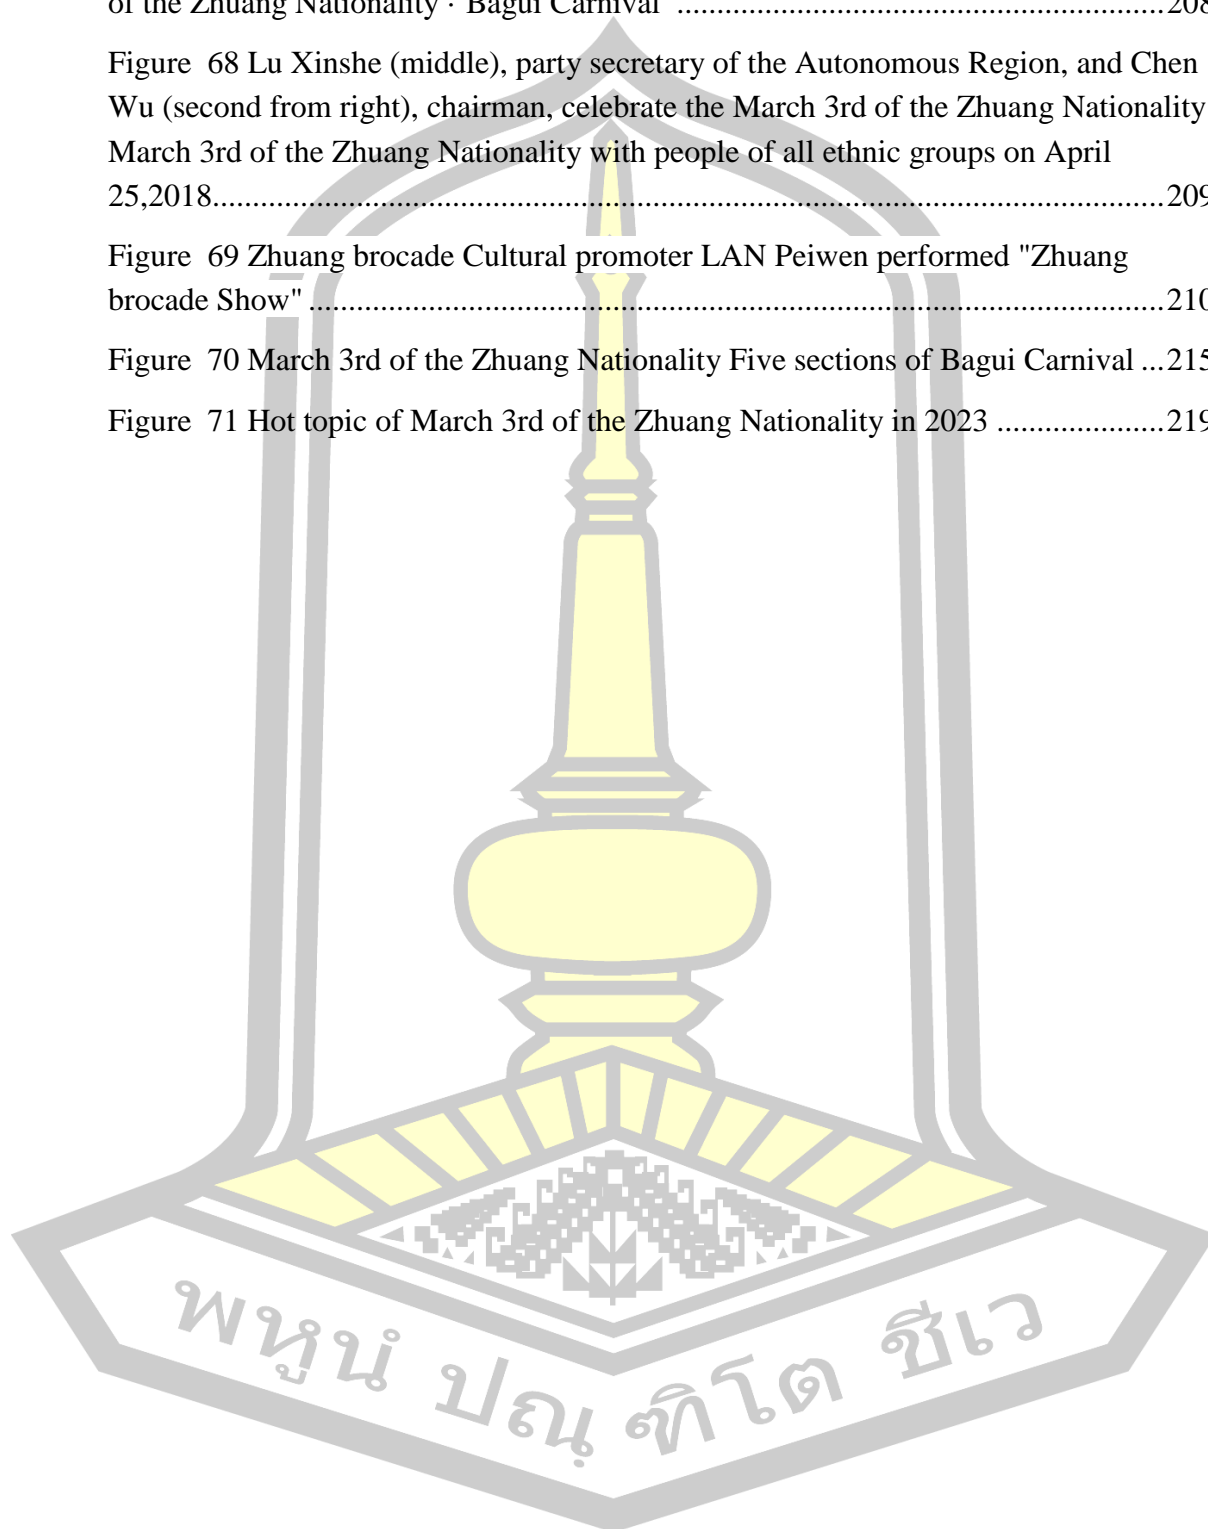 of the Zhuang Nationality · Bagui Carnival ..........................................................208
Figure 68 Lu Xinshe (middle), party secretary of the Autonomous Region, and Chen
Wu (second from right), chairman, celebrate the March 3rd of the Zhuang Nationality
March 3rd of the Zhuang Nationality with people of all ethnic groups on April
25,2018..................................................................................................................209
Figure 69 Zhuang brocade Cultural promoter LAN Peiwen performed "Zhuang
brocade Show" .......................................................................................................210
Figure 70 March 3rd of the Zhuang Nationality Five sections of Bagui Carnival ...215
Figure 71 Hot topic of March 3rd of the Zhuang Nationality in 2023 ....................219
พหูนํ ปณฺฑิโต ชีเว